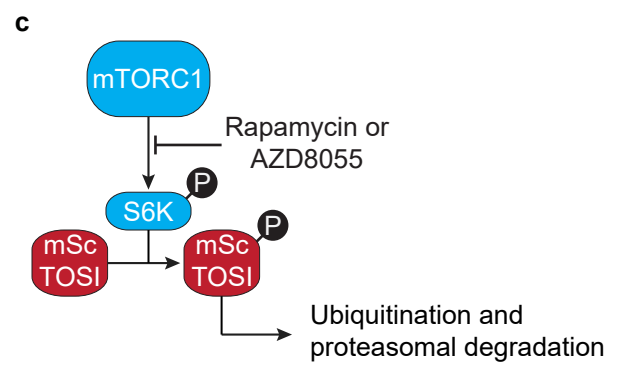 c
mTORC1
Rapamycin or
AZD8055
P
S6K
P
mSc
TOSI
mSc
TOSI
Ubiquitination and
proteasomal degradation